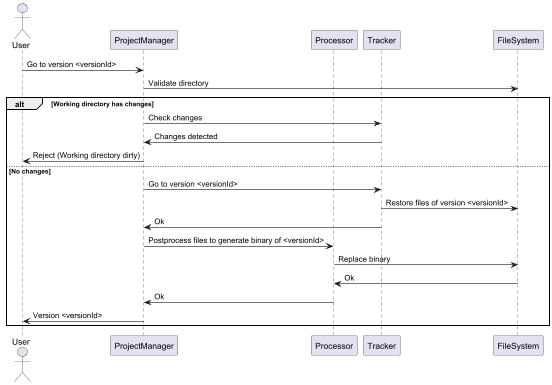 User
ProjectManager
Processor
Tracker
FileSystem
Go to version <versionId>
Validate directory
alt
[Working directory has changes]
Check changes
Changes detected
Reject (Working directory dirty)
[No changes]
Go to version <versionId>
Restore files of version <versionId>
Ok
Postprocess files to generate binary of <versionId>
Replace binary
Ok
Ok
Version <versionId>
User
ProjectManager
Processor
Tracker
FileSystem